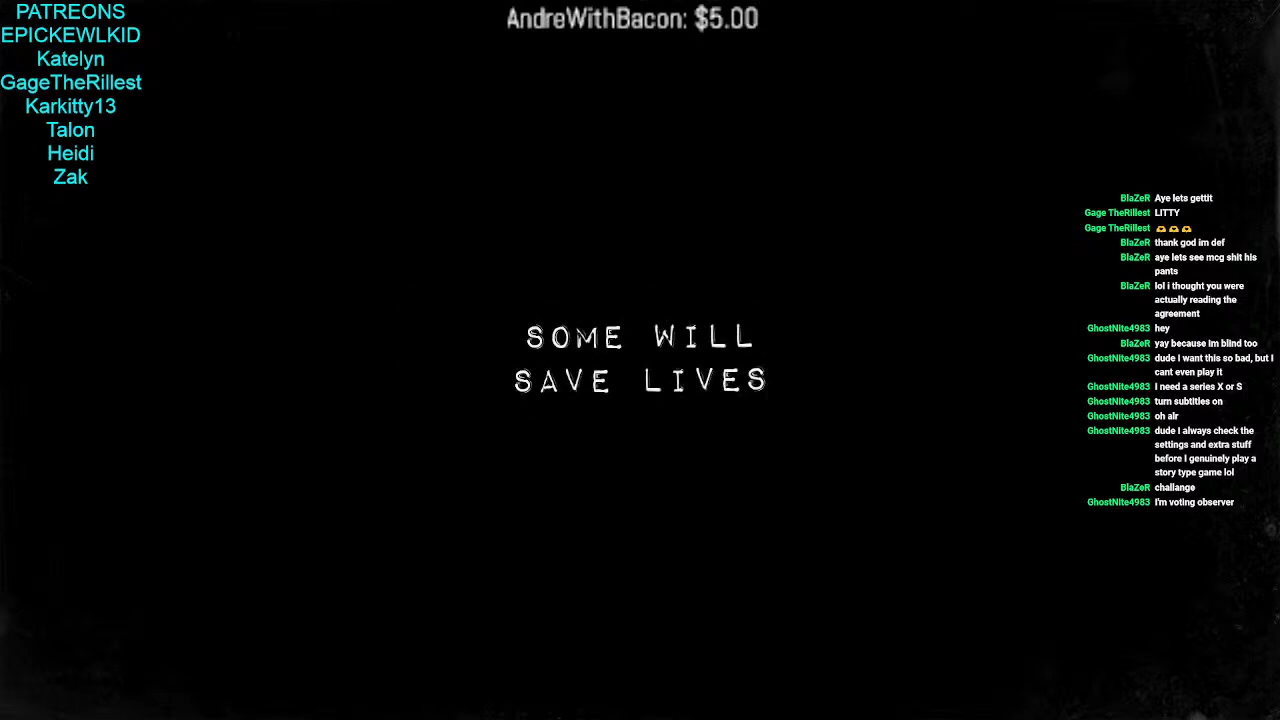 PATREONS
EPICKEWLKID
Katelyn
GageTheRillest
Karkitty13
Talon
Heidi
Zak
AndreWithBacon: $5.00
SOME WILL
SAVE LIVES
BlaZeR Aye lets gettit
Gage TheRillest LITTY
Gage TheRillest
BlaZeR thank god im def
BlaZeR aye lets see mcg shit his
pants
BlaZeR lol i thought you were
actually reading the
agreement
GhostNite4983 hey
BlaZeR yay because im blind too
GhostNite4983 dude I want this so bad, but I
cant even play it
GhostNite4983 I need a series X or S
GhostNite4983 turn subtitles on
GhostNite4983 oh alr
GhostNite4983 dude I always check the
settings and extra stuff
before I genuinely play a
story type game lol
BlaZeR challange
GhostNite4983 I'm voting observer